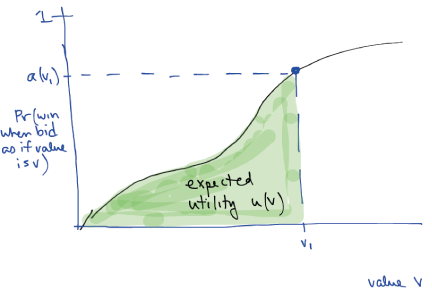 1
a(v₁)
Pr(win
when bid
as if value
is v)
expected
utility u(v)
v₁
value v